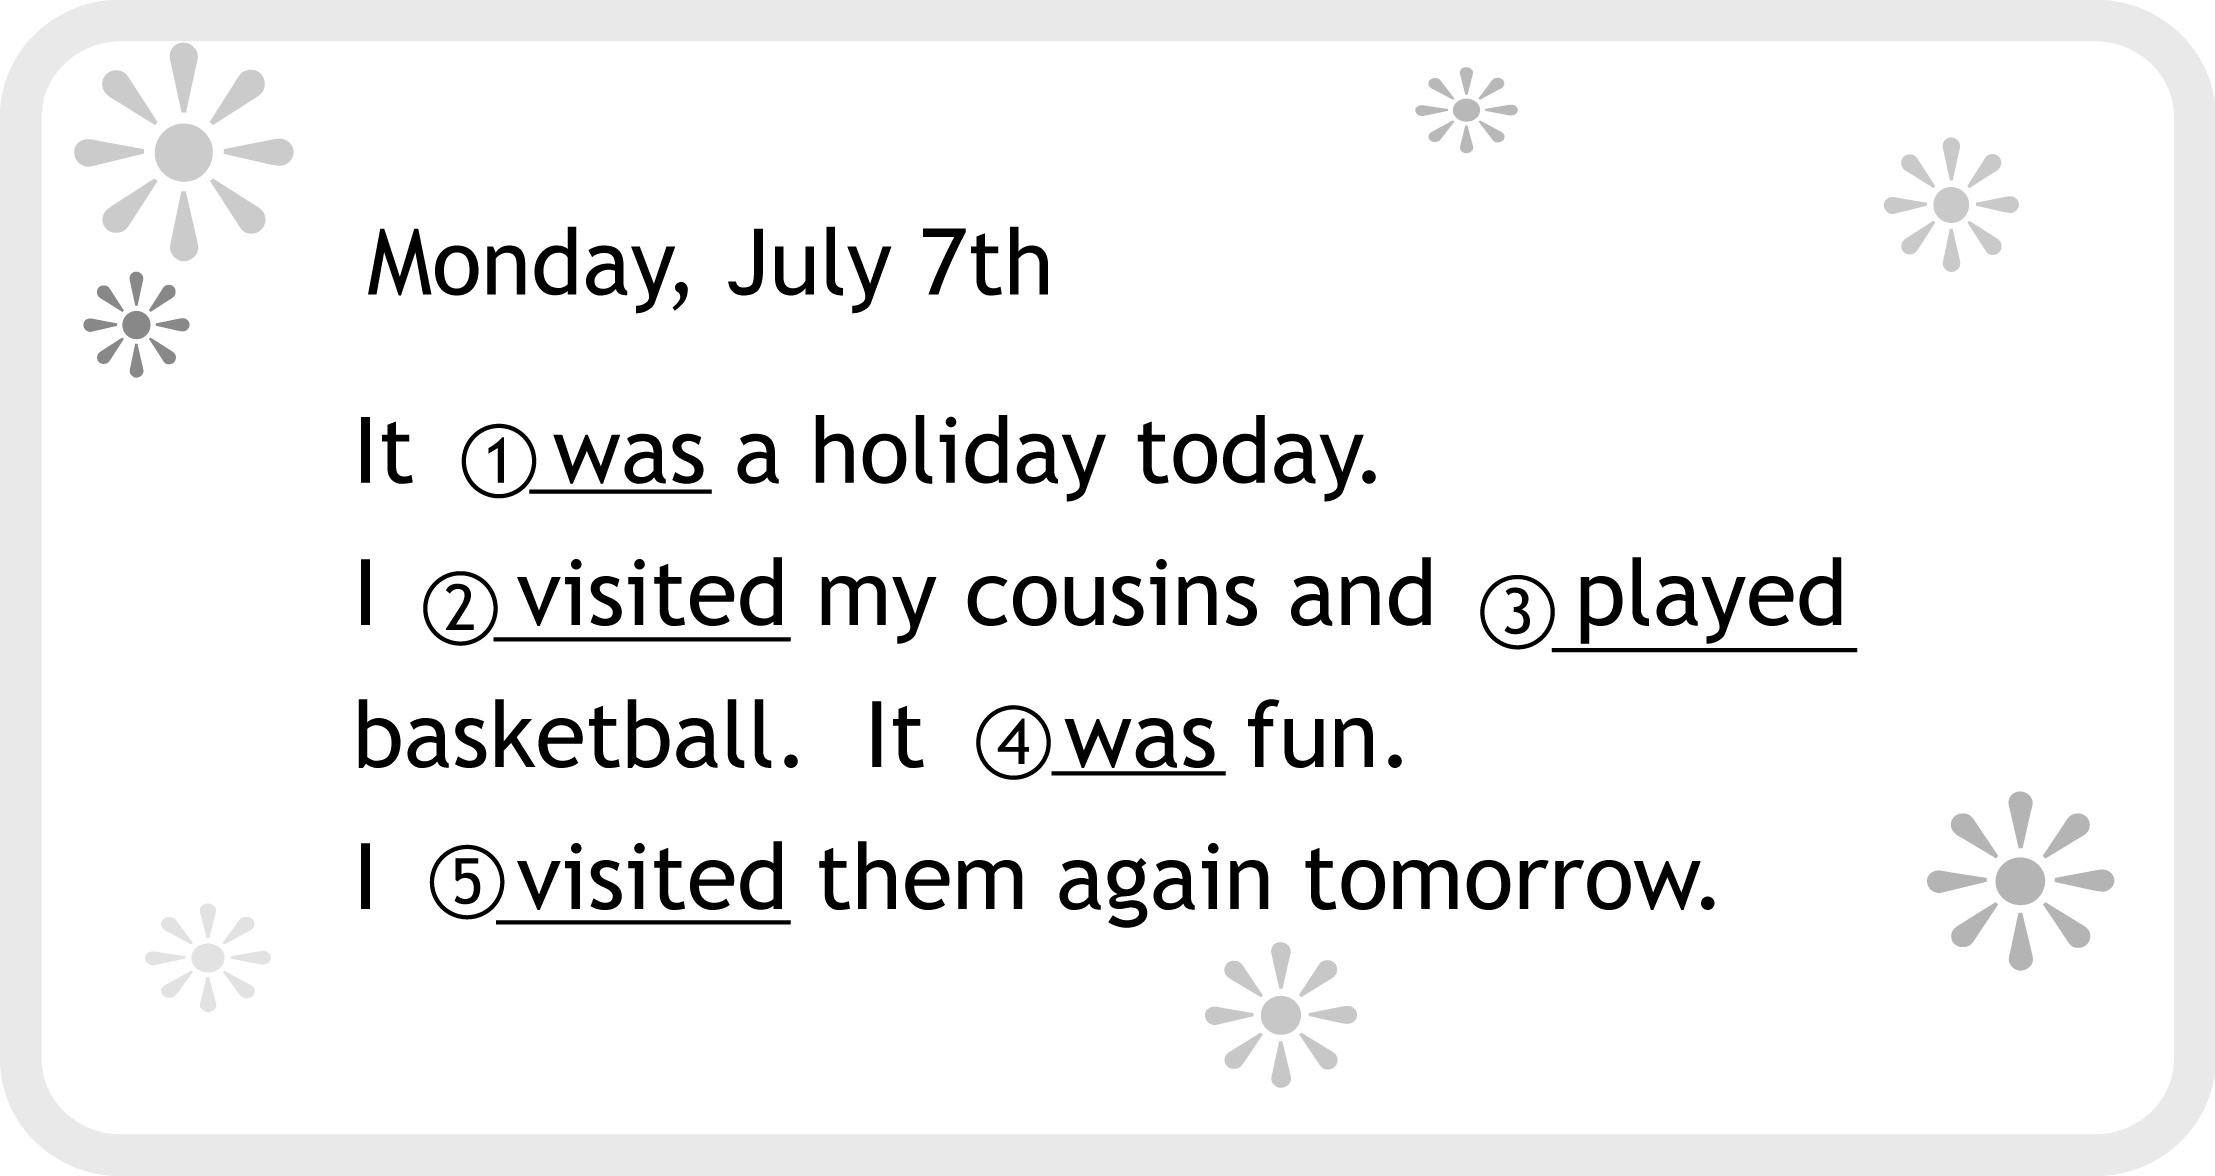 Monday, July 7th
It ①was a holiday today.
I ②visited my cousins and ③played
basketball. It ④was fun.
I ⑤visited them again tomorrow.